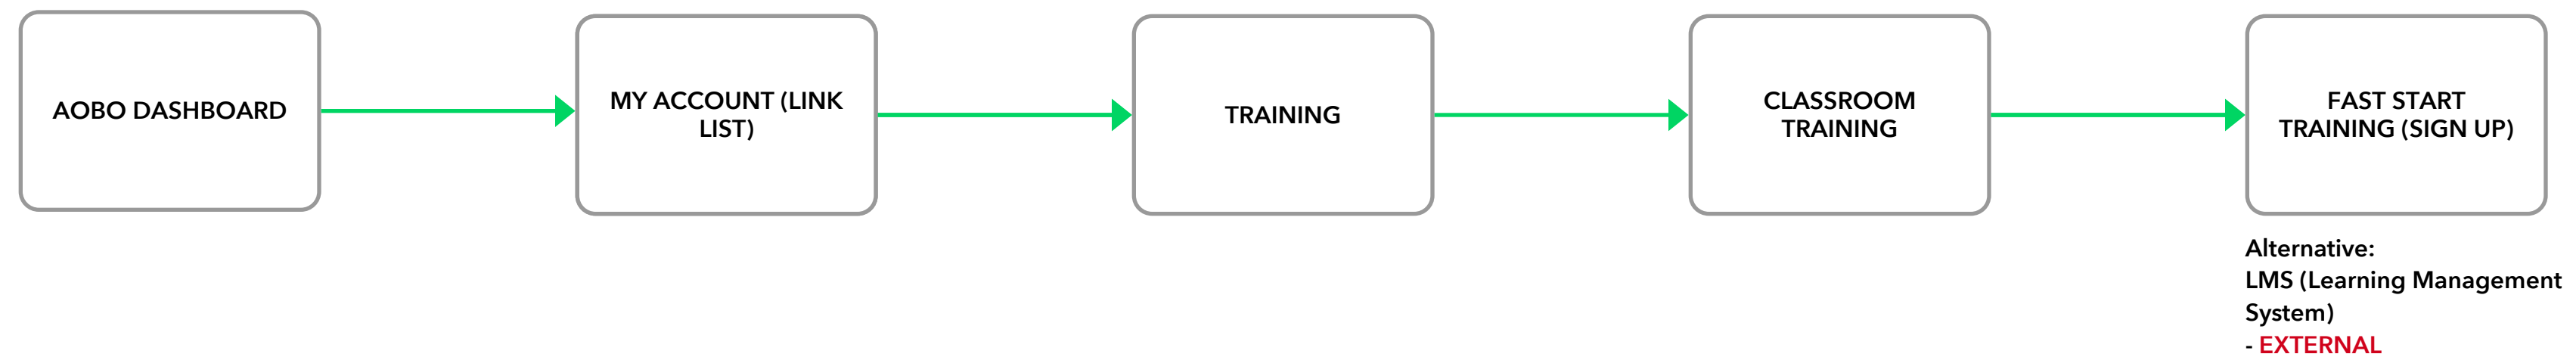 AOBO DASHBOARD
MY ACCOUNT (LINK
LIST)
TRAINING
CLASSROOM
TRAINING
FAST START
TRAINING (SIGN UP)
Alternative:
LMS (Learning Management
System)
- EXTERNAL